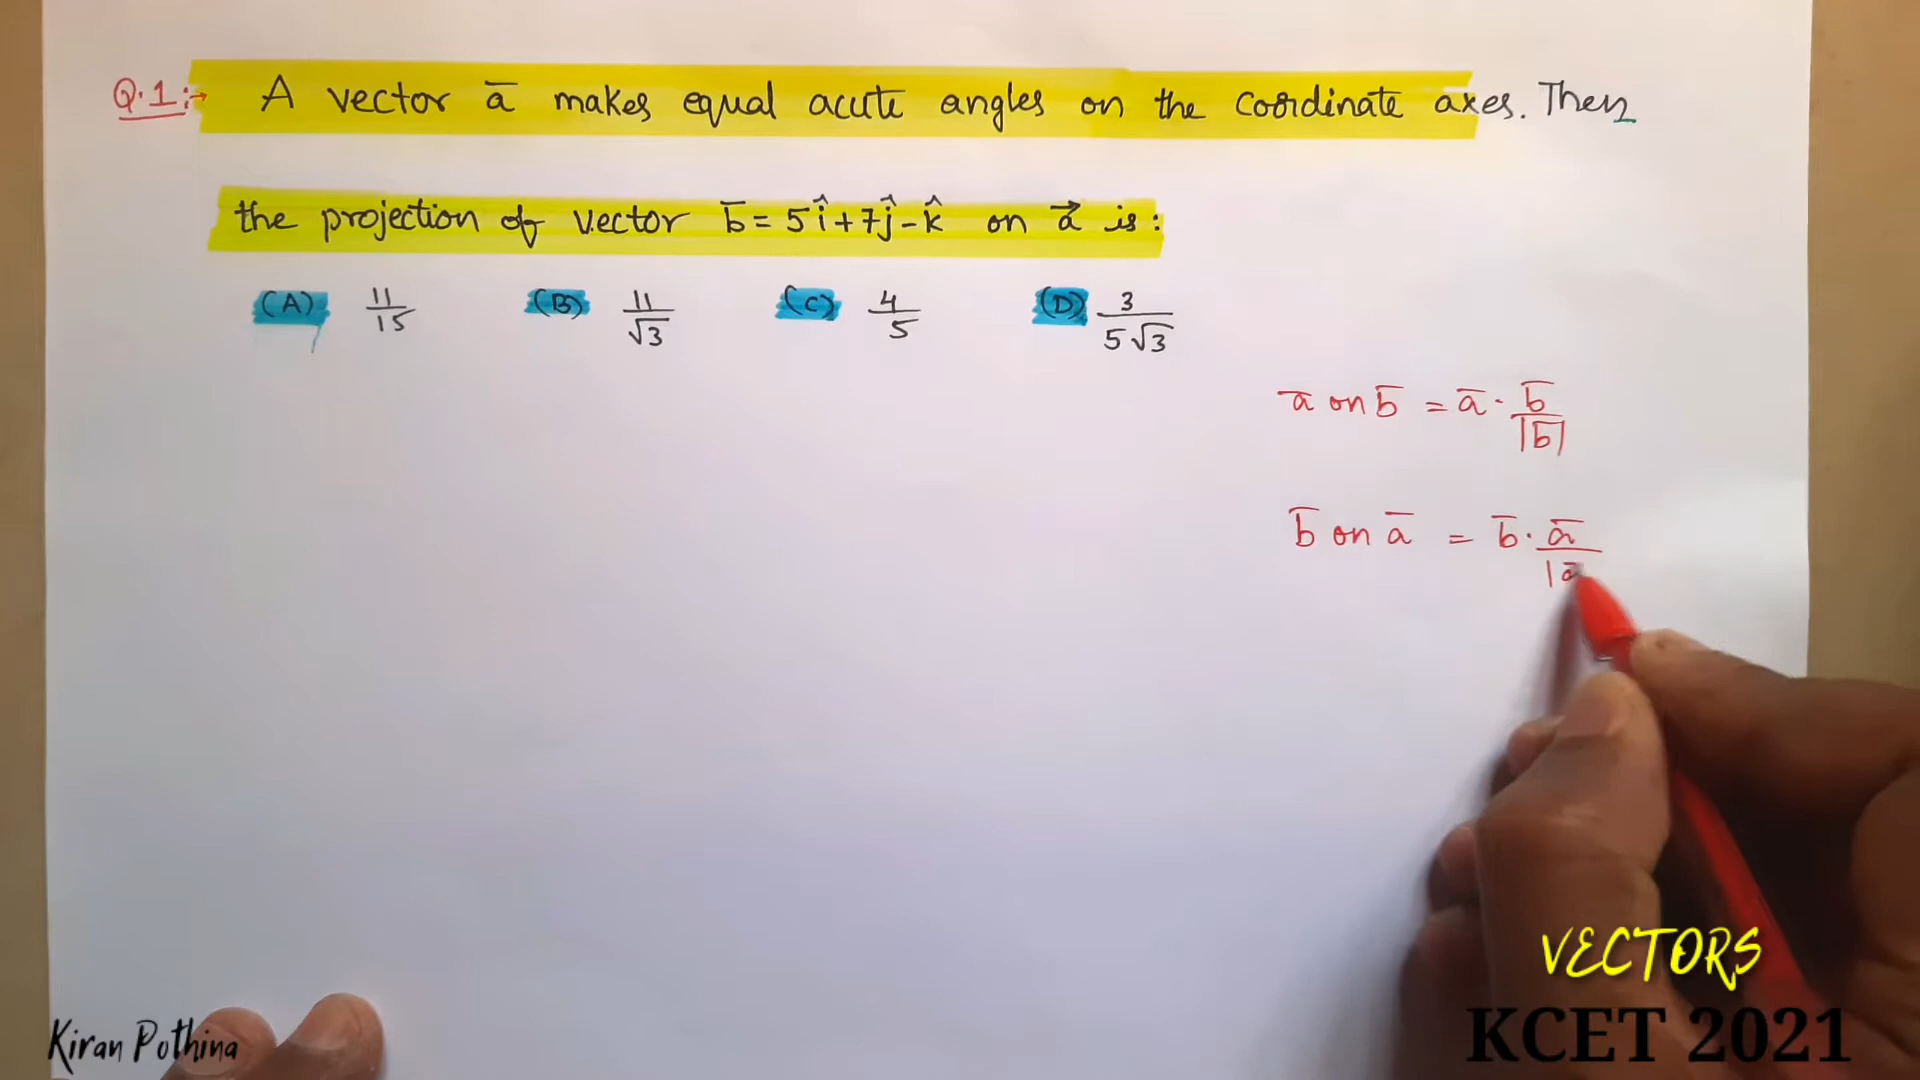 Q.1:→ A vector a̅ makes equal acute angles on the coordinate axes. Then
the projection of vector b̅ = 5î+7ĵ-k̂ on a⃗ is:
(A) 11/15 (B) 11/√3 (C) 4/5 (D) 3/5√3
a̅ on b̅ = a̅ · b̅/|b̅|
b̅ on a̅ = b̅ · a̅/|a̅
VECTORS
KCET 2021
Kiran Pothina